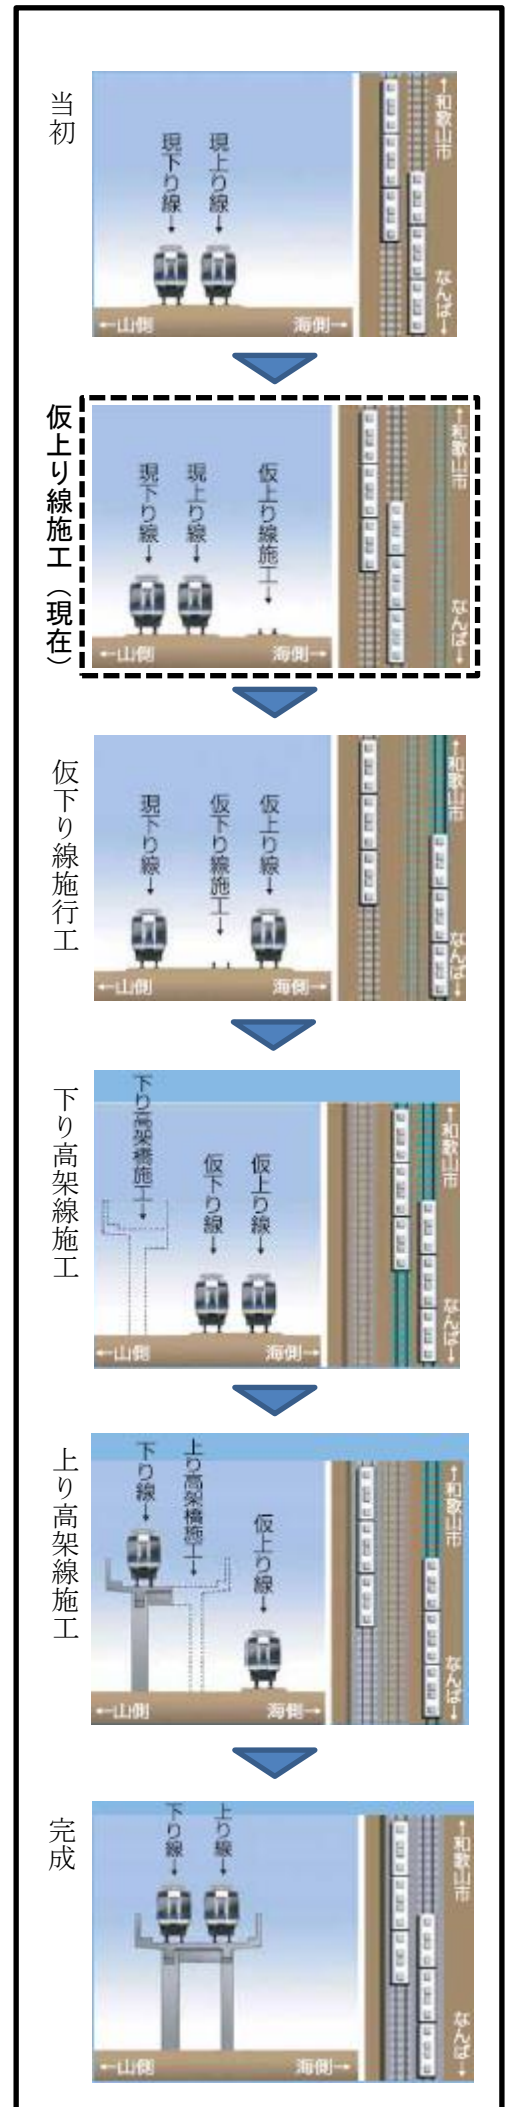 当初
現下り線→
現上り線→
←山側
海側→
←和歌山市
なんば→
仮上り線施工（現在）
現下り線→
現上り線→
仮上り線施工→
←山側
海側→
←和歌山市
なんば→
仮下り線施行工
現下り線→
仮下り線施工→
仮上り線→
←山側
海側→
←和歌山市
なんば→
下り高架線施工
下り高架橋施工→
仮下り線→
仮上り線→
←山側
海側→
←和歌山市
なんば→
上り高架線施工
下り線→
上り高架橋施工→
仮上り線→
←山側
海側→
←和歌山市
なんば→
完成
下り線→
上り線→
←山側
海側→
←和歌山市
なんば→